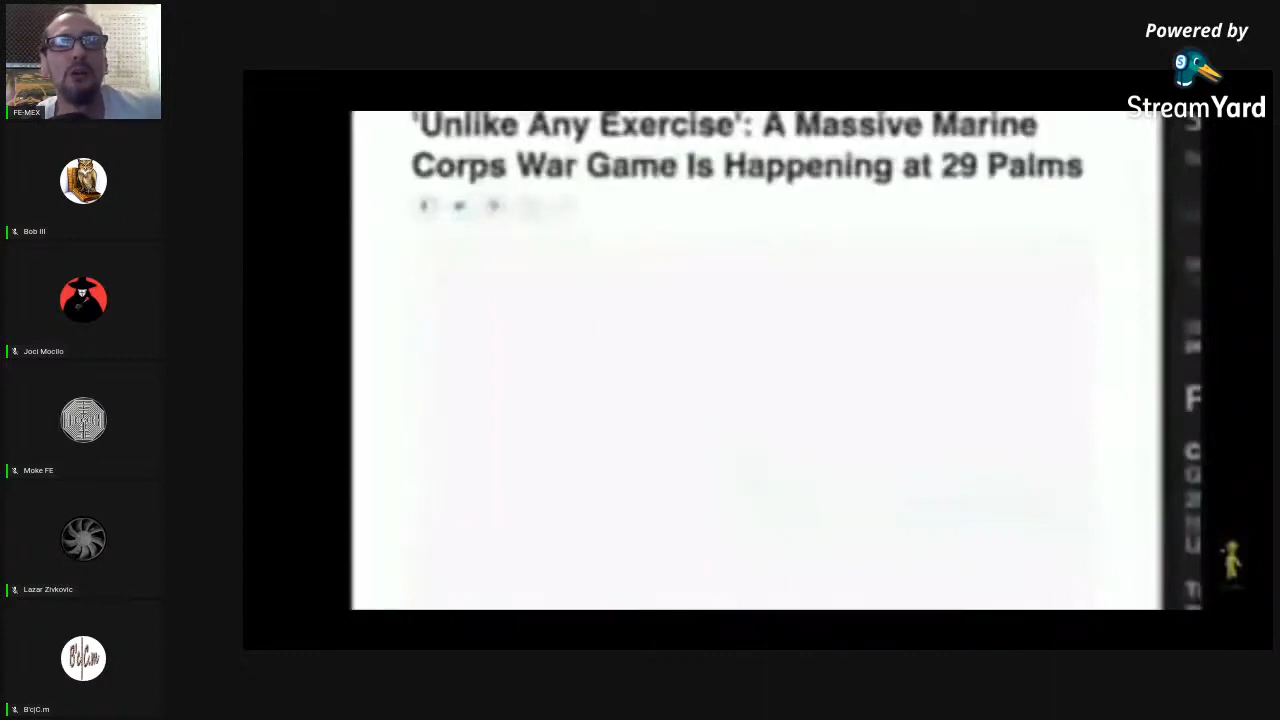 Powered by
StreamYard
'Unlike Any Exercise': A Massive Marine
Corps War Game Is Happening at 29 Palms
FE-MEX
Bob III
Joci Mocilo
Moke FE
Lazar Zivkovic
B'c|C.m